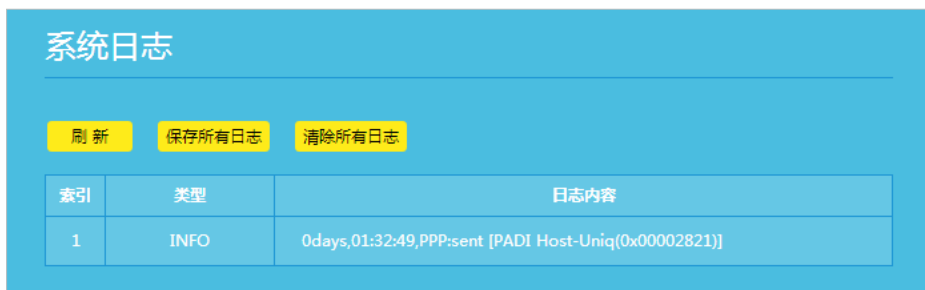 系统日志
刷 新 保存所有日志 清除所有日志
索引 类型 日志内容
1 INFO 0days,01:32:49,PPP:sent [PADI Host-Uniq(0x00002821)]